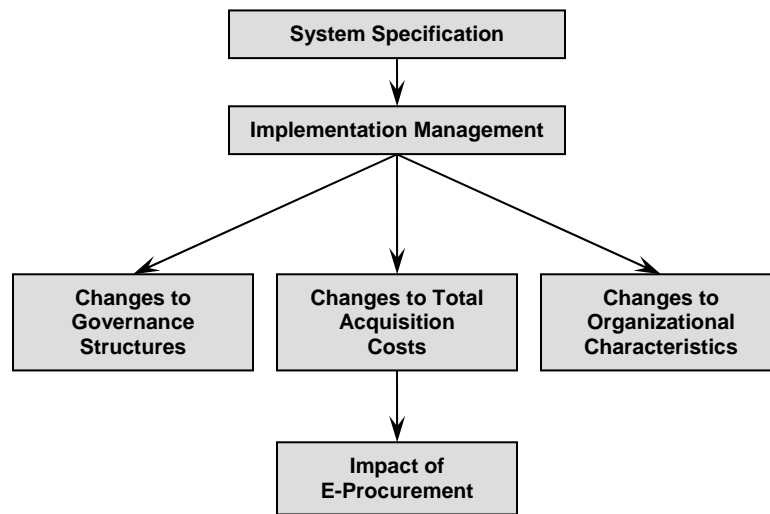 System Specification
Implementation Management
Changes to
Governance
Structures
Changes to Total
Acquisition
Costs
Changes to
Organizational
Characteristics
Impact of
E-Procurement